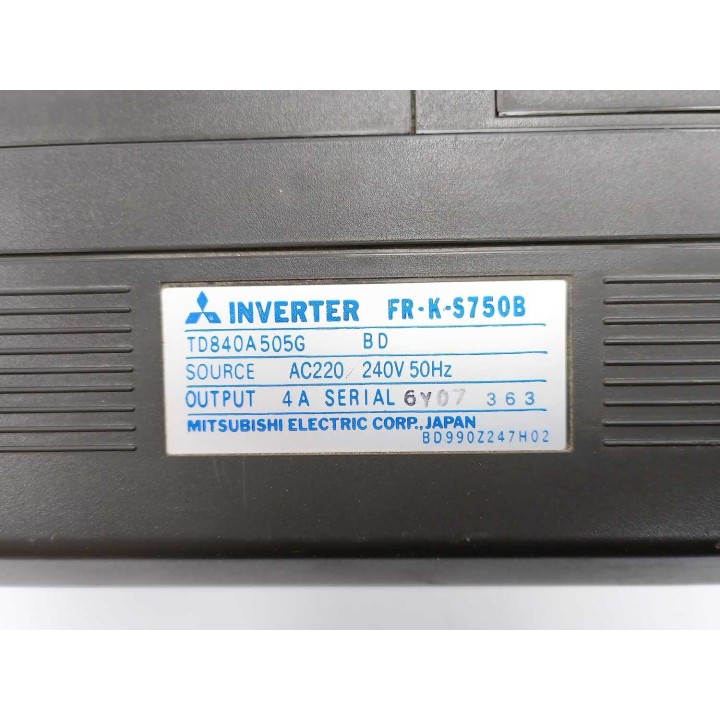 INVERTER FR-K-S750B
TD840A505G BD
SOURCE AC220/240V 50Hz
OUTPUT 4A SERIAL 6Y07 363
MITSUBISHI ELECTRIC CORP., JAPAN
BD990Z247H02